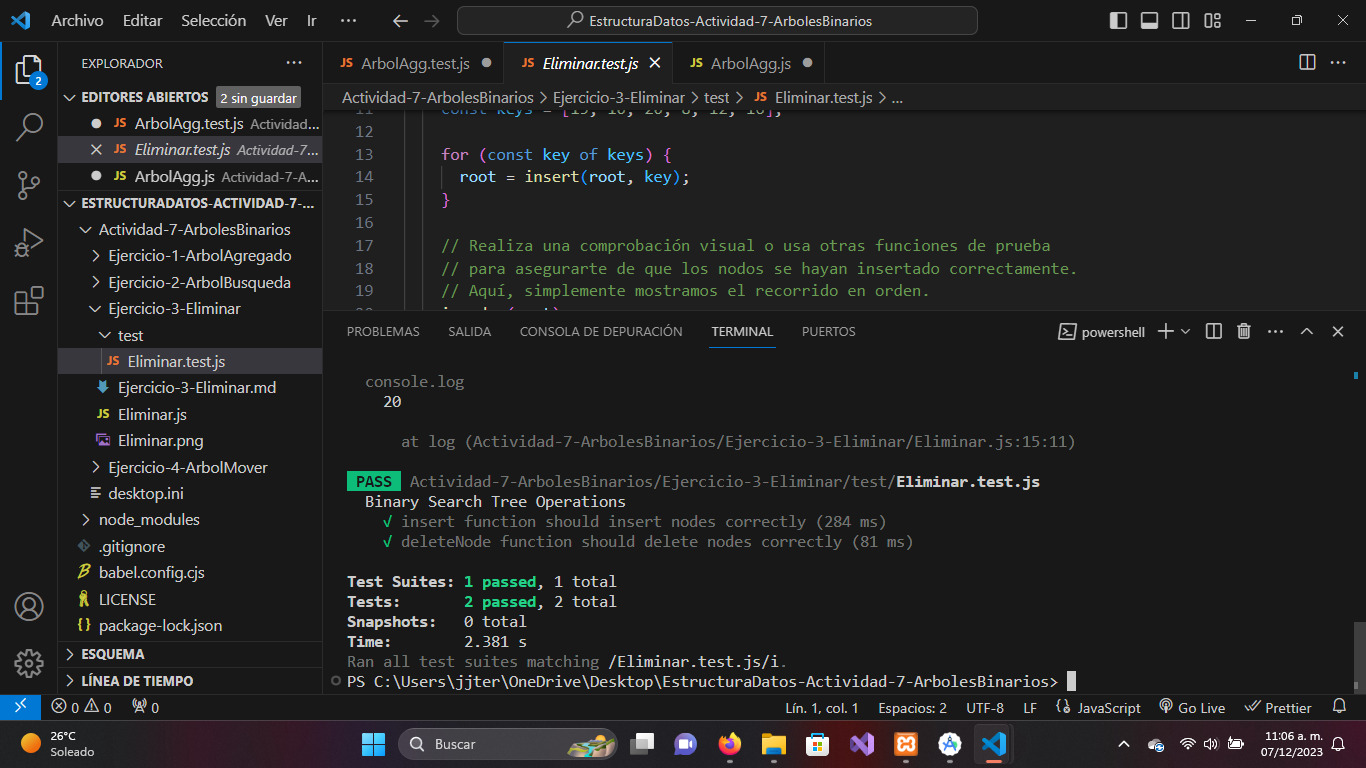 Archivo Editar Selección Ver Ir ··· EstructuraDatos-Actividad-7-ArbolesBinarios
EXPLORADOR ···
EDITORES ABIERTOS 2 sin guardar
JS ArbolAgg.test.js Actividad...
JS Eliminar.test.js Actividad-7...
JS ArbolAgg.js Actividad-7-A...
ESTRUCTURADATOS-ACTIVIDAD-7-...
Actividad-7-ArbolesBinarios
Ejercicio-1-ArbolAgregado
Ejercicio-2-ArbolBusqueda
Ejercicio-3-Eliminar
test
JS Eliminar.test.js
Ejercicio-3-Eliminar.md
JS Eliminar.js
Eliminar.png
Ejercicio-4-ArbolMover
desktop.ini
node_modules
.gitignore
babel.config.cjs
LICENSE
{} package-lock.json
ESQUEMA
LÍNEA DE TIEMPO
2
JS ArbolAgg.test.js JS Eliminar.test.js JS ArbolAgg.js
Actividad-7-ArbolesBinarios > Ejercicio-3-Eliminar > test > JS Eliminar.test.js > ...
11 const keys = [15, 10, 20, 8, 12, 18];
12
13 for (const key of keys) {
14 root = insert(root, key);
15 }
16
17 // Realiza una comprobación visual o usa otras funciones de prueba
18 // para asegurarte de que los nodos se hayan insertado correctamente.
19 // Aquí, simplemente mostramos el recorrido en orden.
PROBLEMAS SALIDA CONSOLA DE DEPURACIÓN TERMINAL PUERTOS powershell
console.log
20
at log (Actividad-7-ArbolesBinarios/Ejercicio-3-Eliminar/Eliminar.js:15:11)
PASS Actividad-7-ArbolesBinarios/Ejercicio-3-Eliminar/test/Eliminar.test.js
Binary Search Tree Operations
√ insert function should insert nodes correctly (284 ms)
√ deleteNode function should delete nodes correctly (81 ms)
Test Suites: 1 passed, 1 total
Tests: 2 passed, 2 total
Snapshots: 0 total
Time: 2.381 s
Ran all test suites matching /Eliminar.test.js/i.
PS C:\Users\jjter\OneDrive\Desktop\EstructuraDatos-Actividad-7-ArbolesBinarios>
0 0 0 Lín. 1, col. 1 Espacios: 2 UTF-8 LF {} JavaScript Go Live Prettier
26°C
Soleado
Buscar
11:06 a. m.
07/12/2023